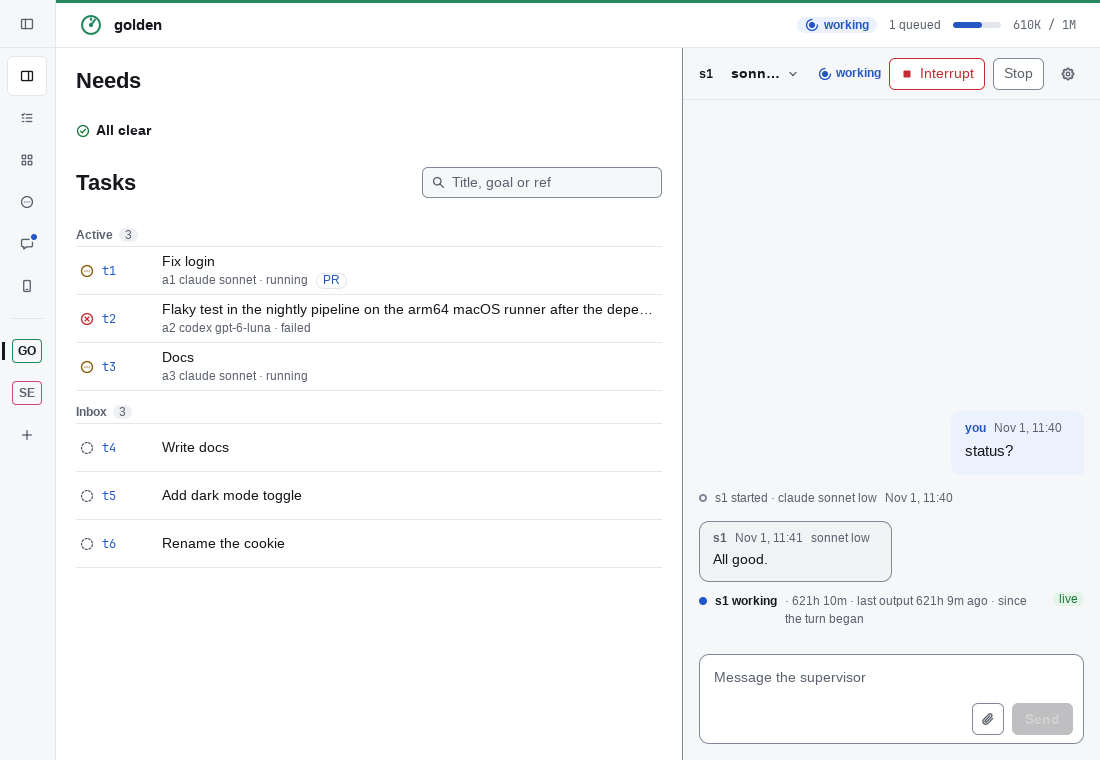 golden
working
1 queued
610K / 1M
Needs
All clear
Tasks
Title, goal or ref
Active 3
t1
Fix login
a1 claude sonnet · running PR
t2
Flaky test in the nightly pipeline on the arm64 macOS runner after the depe…
a2 codex gpt-6-luna · failed
t3
Docs
a3 claude sonnet · running
Inbox 3
t4 Write docs
t5 Add dark mode toggle
t6 Rename the cookie
GO
SE
s1 sonn… working Interrupt Stop
you Nov 1, 11:40
status?
s1 started · claude sonnet low Nov 1, 11:40
s1 Nov 1, 11:41 sonnet low
All good.
s1 working · 621h 10m · last output 621h 9m ago · since
the turn began
live
Message the supervisor
Send